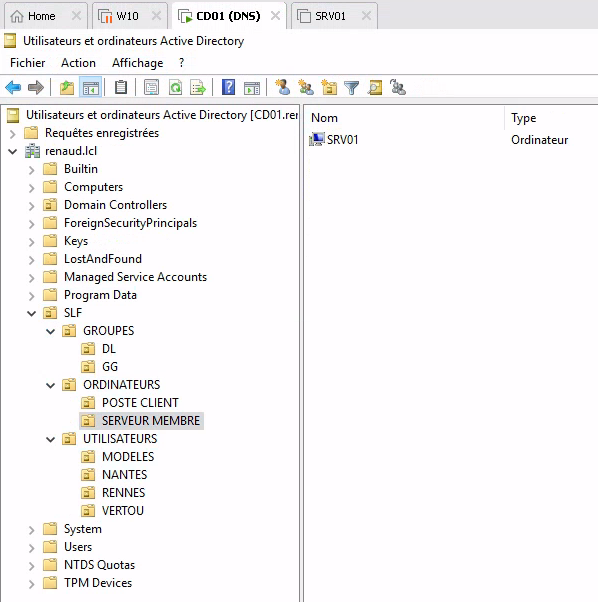 Home W10 CD01 (DNS) SRV01
Utilisateurs et ordinateurs Active Directory
Fichier Action Affichage ?
Utilisateurs et ordinateurs Active Directory [CD01.rer
Nom Type
Requêtes enregistrées
SRV01 Ordinateur
renaud.lcl
Builtin
Computers
Domain Controllers
ForeignSecurityPrincipals
Keys
LostAndFound
Managed Service Accounts
Program Data
SLF
GROUPES
DL
GG
ORDINATEURS
POSTE CLIENT
SERVEUR MEMBRE
UTILISATEURS
MODELES
NANTES
RENNES
VERTOU
System
Users
NTDS Quotas
TPM Devices